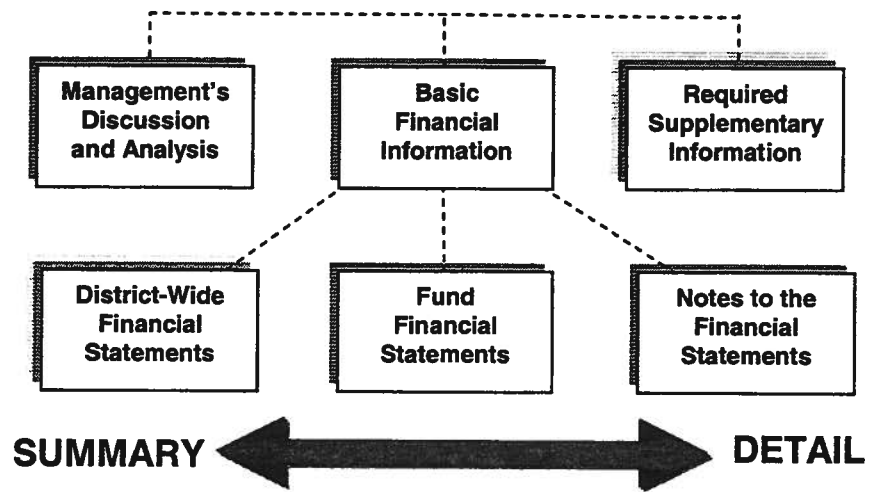 Management's
Discussion
and Analysis
Basic
Financial
Information
Required
Supplementary
Information
District-Wide
Financial
Statements
Fund
Financial
Statements
Notes to the
Financial
Statements
SUMMARY
DETAIL